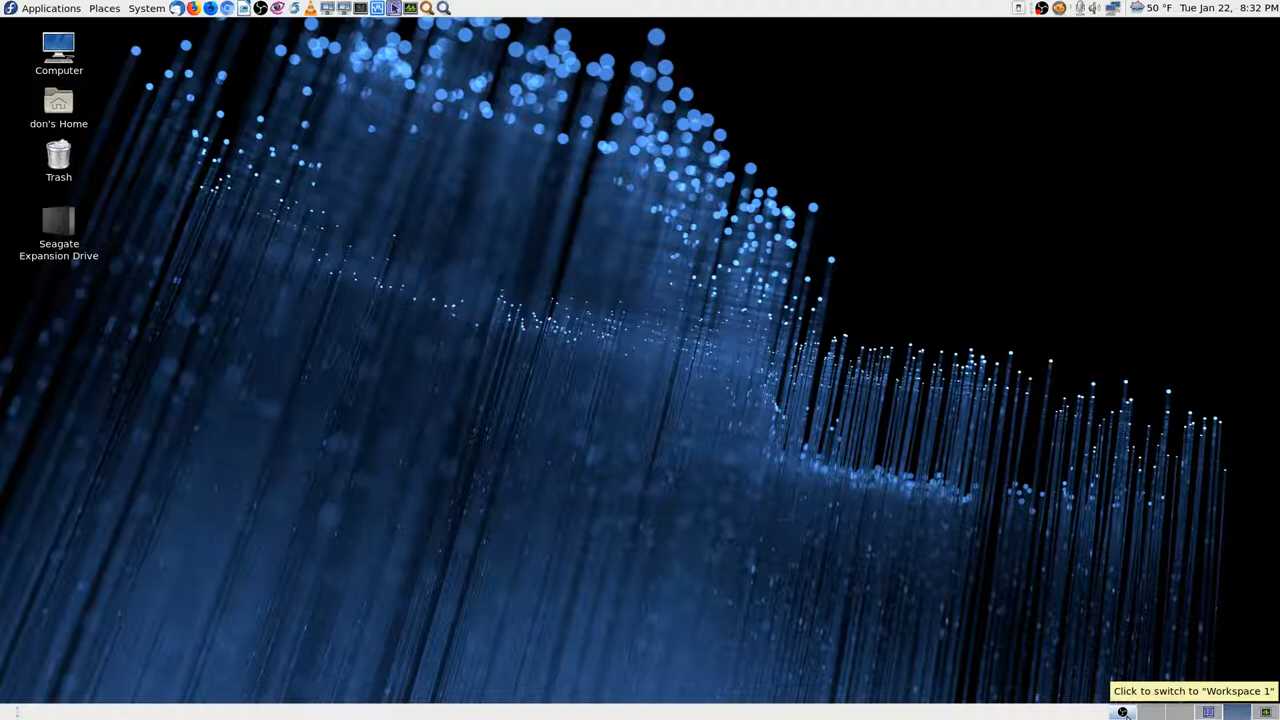 Applications Places System 50 °F Tue Jan 22, 8:32 PM
Computer
don's Home
Trash
Seagate
Expansion Drive
Click to switch to "Workspace 1"